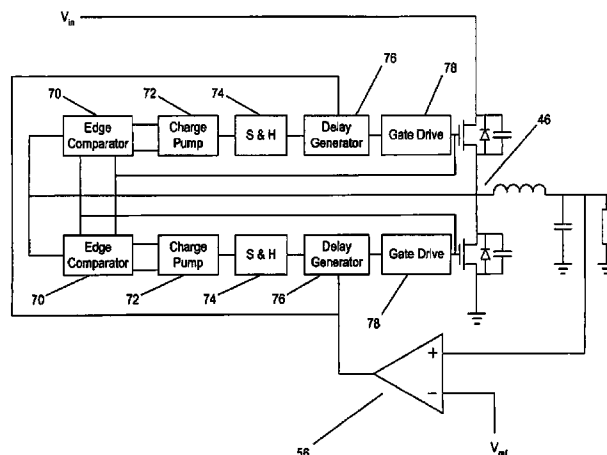 Vin
76
70
72
74
78
46
Edge Comparator
Charge Pump
S & H
Delay Generator
Gate Drive
Edge Comparator
Charge Pump
S & H
Delay Generator
Gate Drive
70
72
74
76
78
+
−
56
Vref